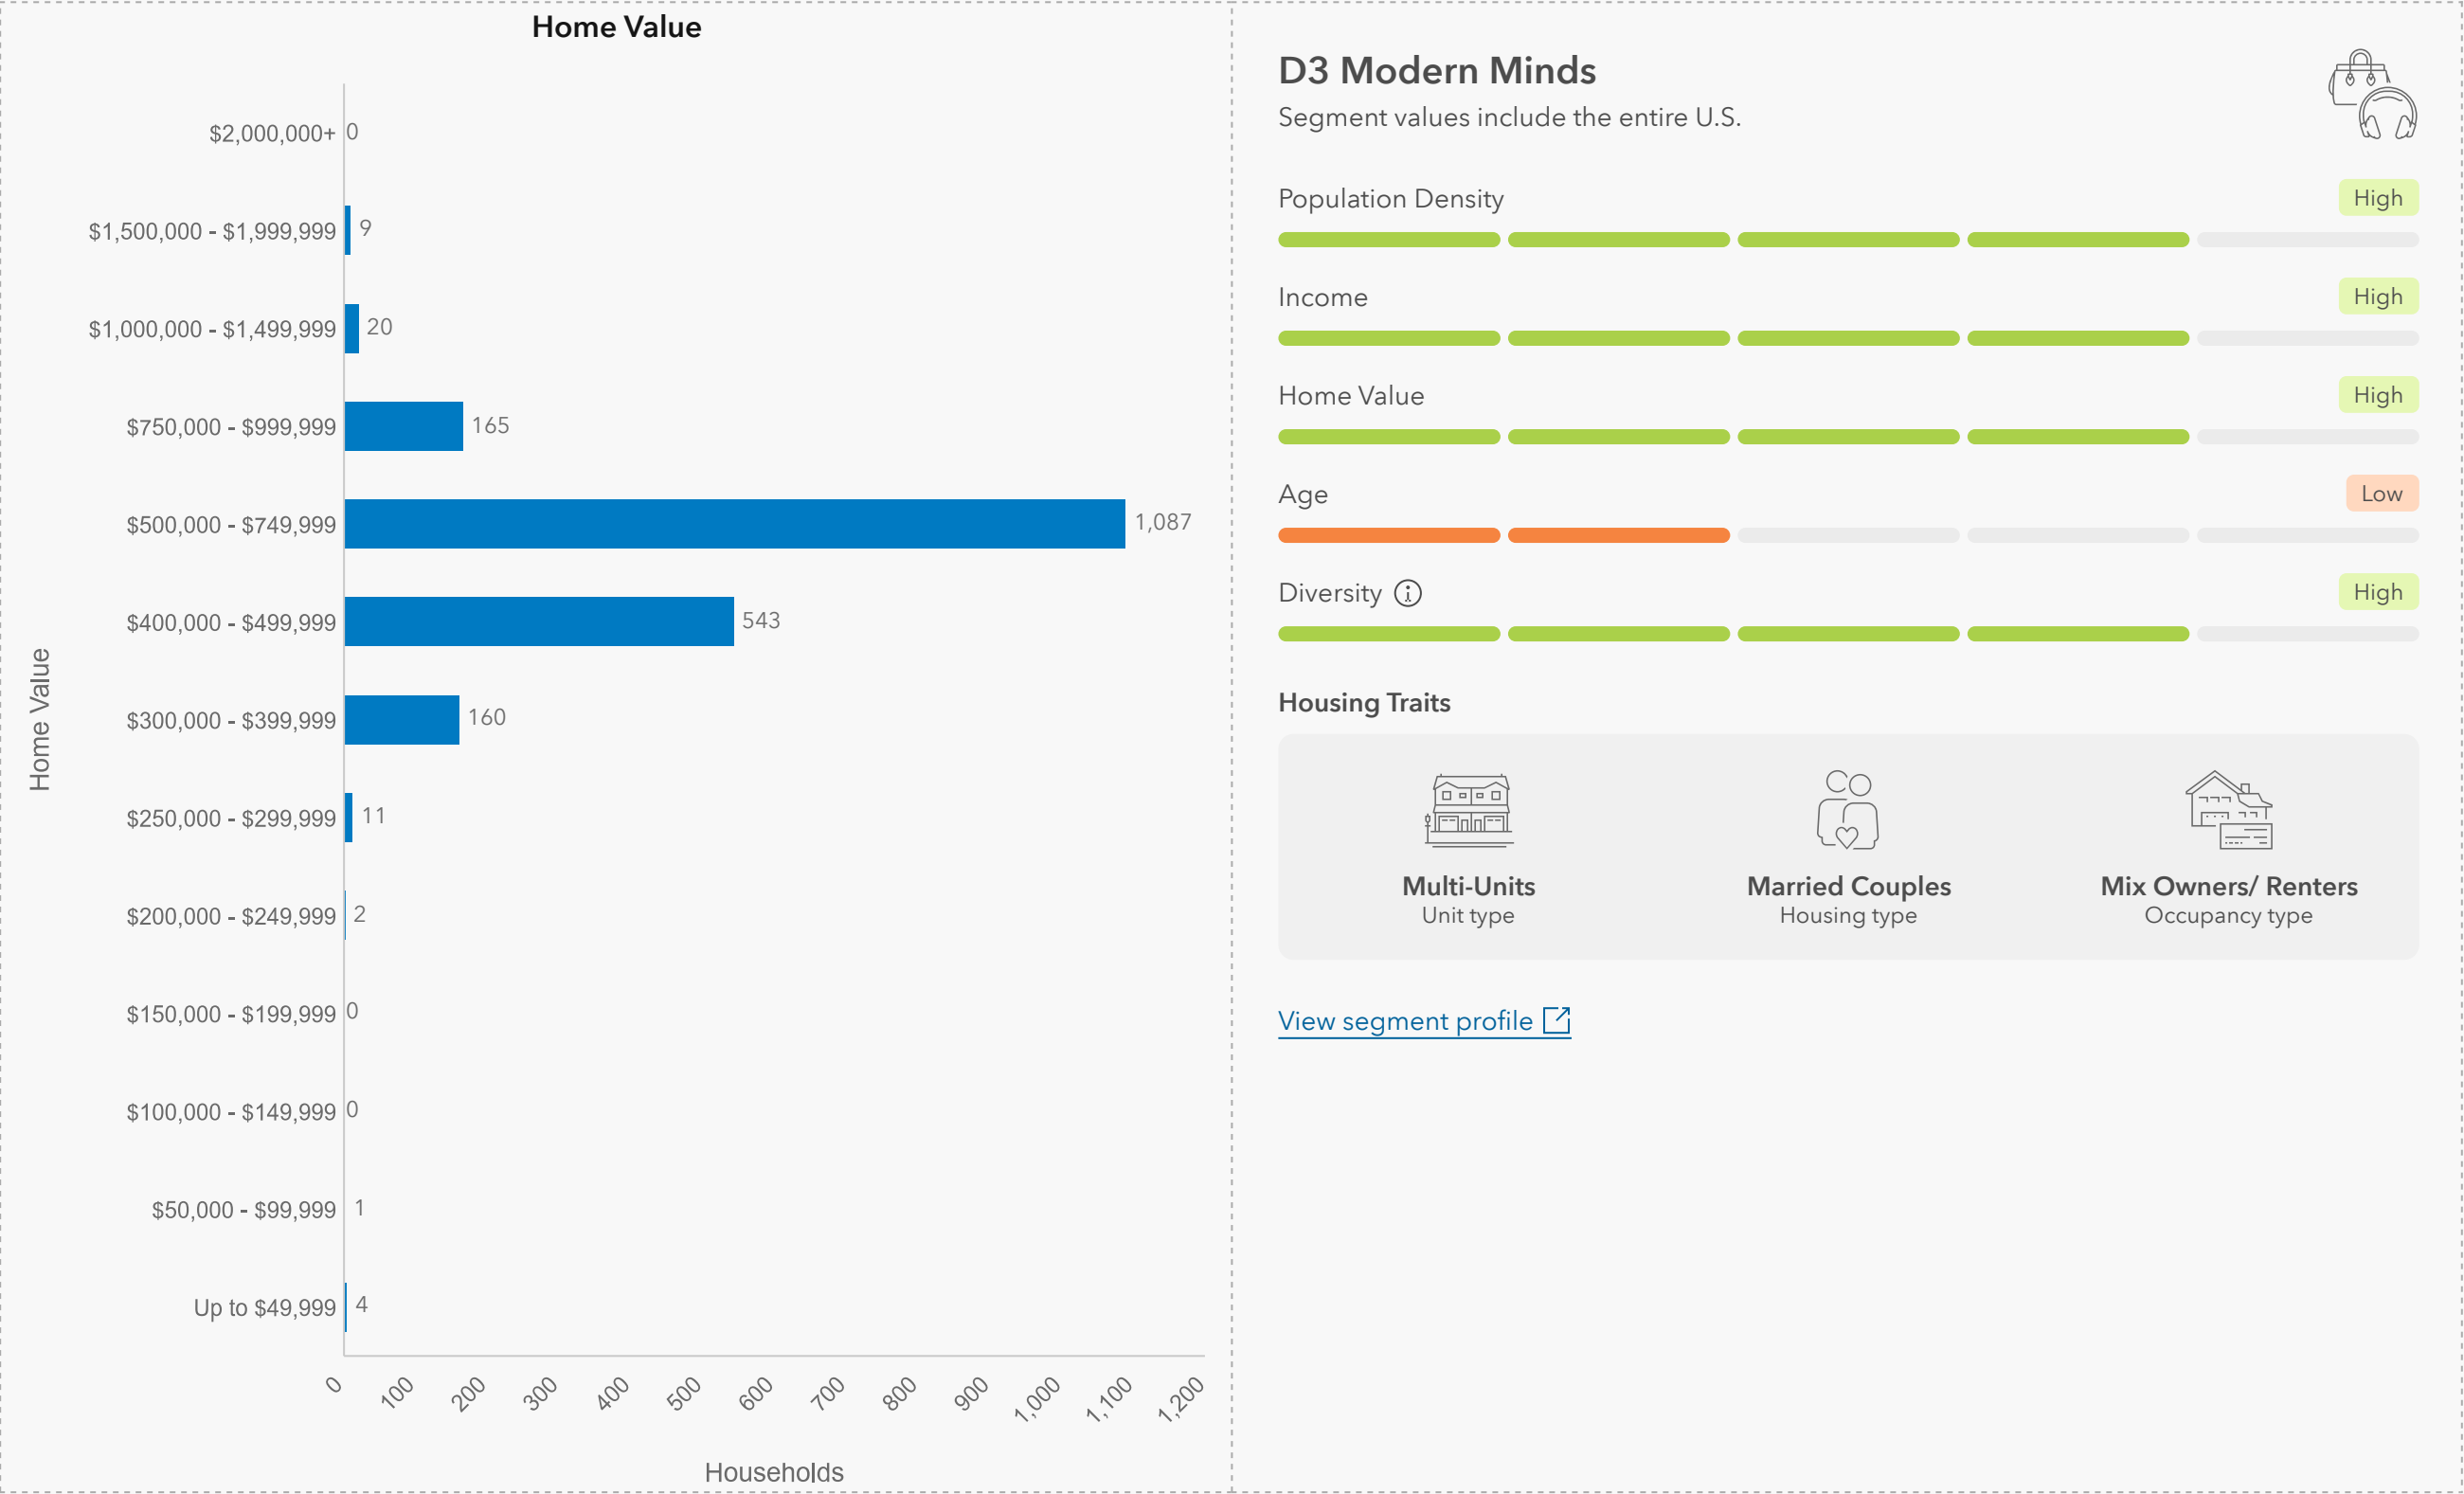 Home Value
Home Value
$2,000,000+ 0
$1,500,000 - $1,999,999 9
$1,000,000 - $1,499,999 20
$750,000 - $999,999 165
$500,000 - $749,999 1,087
$400,000 - $499,999 543
$300,000 - $399,999 160
$250,000 - $299,999 11
$200,000 - $249,999 2
$150,000 - $199,999 0
$100,000 - $149,999 0
$50,000 - $99,999 1
Up to $49,999 4
0 100 200 300 400 500 600 700 800 900 1,000 1,100 1,200
Households
D3 Modern Minds
Segment values include the entire U.S.
Population Density High
Income High
Home Value High
Age Low
Diversity High
Housing Traits
Multi-Units Married Couples Mix Owners/ Renters
Unit type Housing type Occupancy type
View segment profile